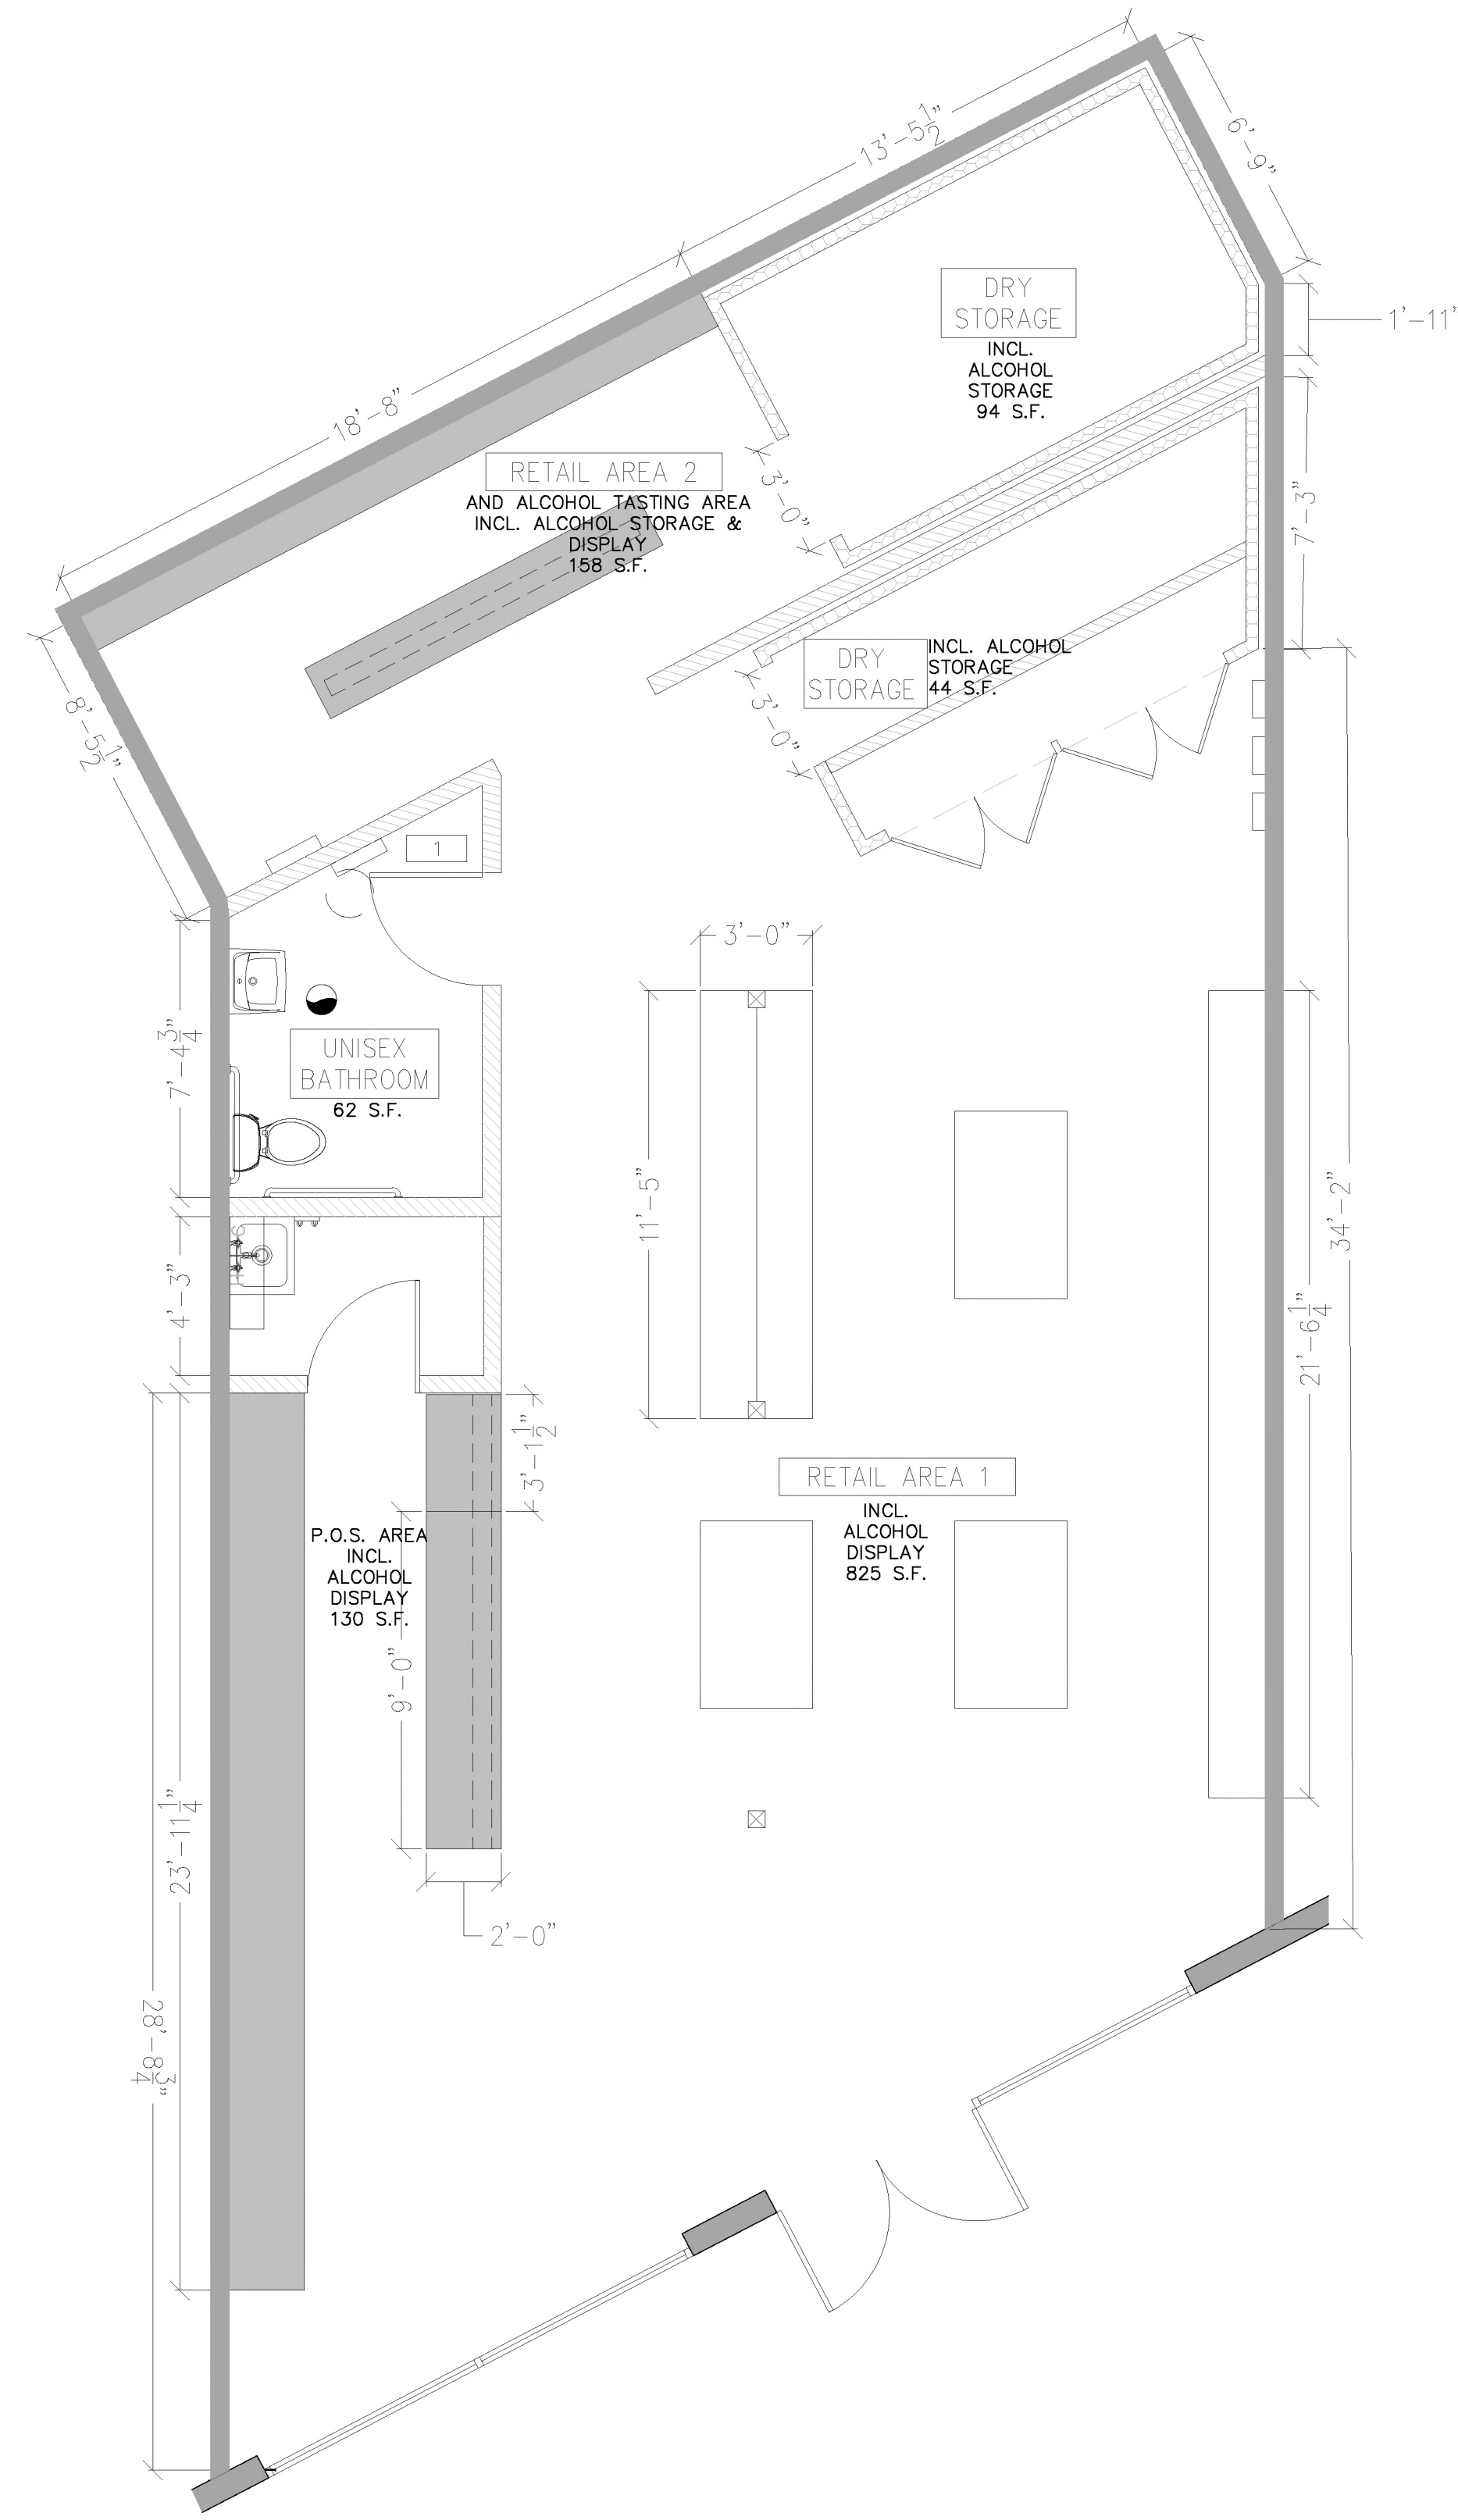 13'-5 1/2"
6'-9"
DRY
STORAGE
INCL.
ALCOHOL
STORAGE
94 S.F.
1'-11"
18'-8"
RETAIL AREA 2
AND ALCOHOL TASTING AREA
INCL. ALCOHOL STORAGE &
DISPLAY
158 S.F.
3'-0"
7'-3"
DRY
STORAGE
INCL. ALCOHOL
STORAGE
44 S.F.
3'-0"
8'-5 1/2"
1
3'-0"
7'-4 3/4"
UNISEX
BATHROOM
62 S.F.
11'-5"
34'-2"
4'-3"
21'-6 1/4"
3'-1 1/2"
RETAIL AREA 1
INCL.
ALCOHOL
DISPLAY
825 S.F.
P.O.S. AREA
INCL.
ALCOHOL
DISPLAY
130 S.F.
9'-0"
23'-11 1/4"
2'-0"
28'-8 3/4"